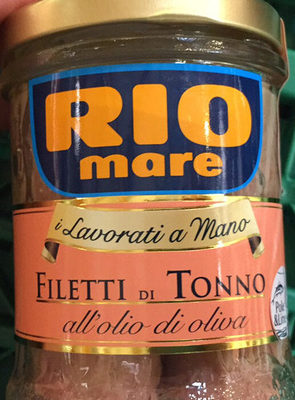 RIO
mare
i Lavorati a Mano
FILETTI DI TONNO
all'olio di oliva